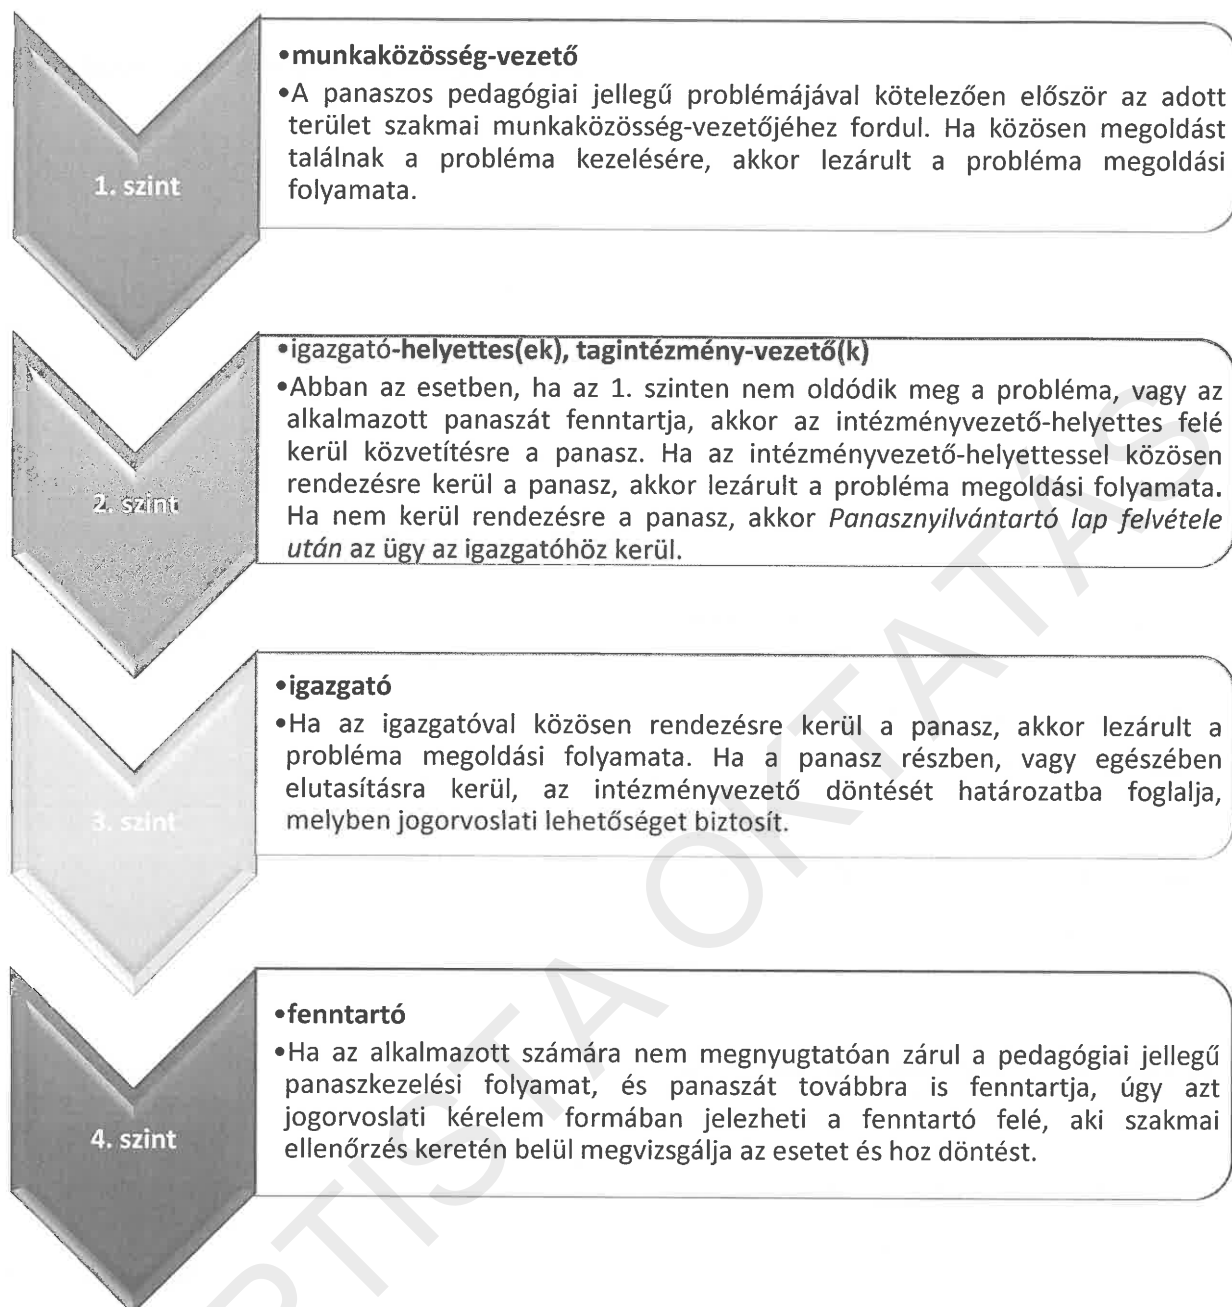 1. szint
•munkaközösség-vezető
•A panaszos pedagógiai jellegű problémájával kötelezően először az adott
terület szakmai munkaközösség-vezetőjéhez fordul. Ha közösen megoldást
találnak a probléma kezelésére, akkor lezárult a probléma megoldási
folyamata.
2. szint
•igazgató-helyettes(ek), tagintézmény-vezető(k)
•Abban az esetben, ha az 1. szinten nem oldódik meg a probléma, vagy az
alkalmazott panaszát fenntartja, akkor az intézményvezető-helyettes felé
kerül közvetítésre a panasz. Ha az intézményvezető-helyettessel közösen
rendezésre kerül a panasz, akkor lezárult a probléma megoldási folyamata.
Ha nem kerül rendezésre a panasz, akkor Panasznyilvántartó lap felvétele
után az ügy az igazgatóhöz kerül.
3. szint
•igazgató
•Ha az igazgatóval közösen rendezésre kerül a panasz, akkor lezárult a
probléma megoldási folyamata. Ha a panasz részben, vagy egészében
elutasításra kerül, az intézményvezető döntését határozatba foglalja,
melyben jogorvoslati lehetőséget biztosít.
4. szint
•fenntartó
•Ha az alkalmazott számára nem megnyugtatóan zárul a pedagógiai jellegű
panaszkezelési folyamat, és panaszát továbbra is fenntartja, úgy azt
jogorvoslati kérelem formában jelezheti a fenntartó felé, aki szakmai
ellenőrzés keretén belül megvizsgálja az esetet és hoz döntést.
PTISTA OKTATÁS